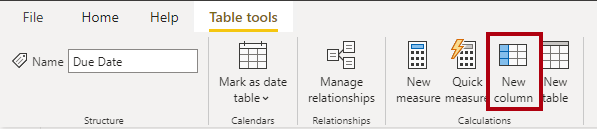 File Home Help Table tools
Name Due Date
Mark as date table
Manage relationships
New measure
Quick measure
New column
New table
Structure Calendars Relationships Calculations